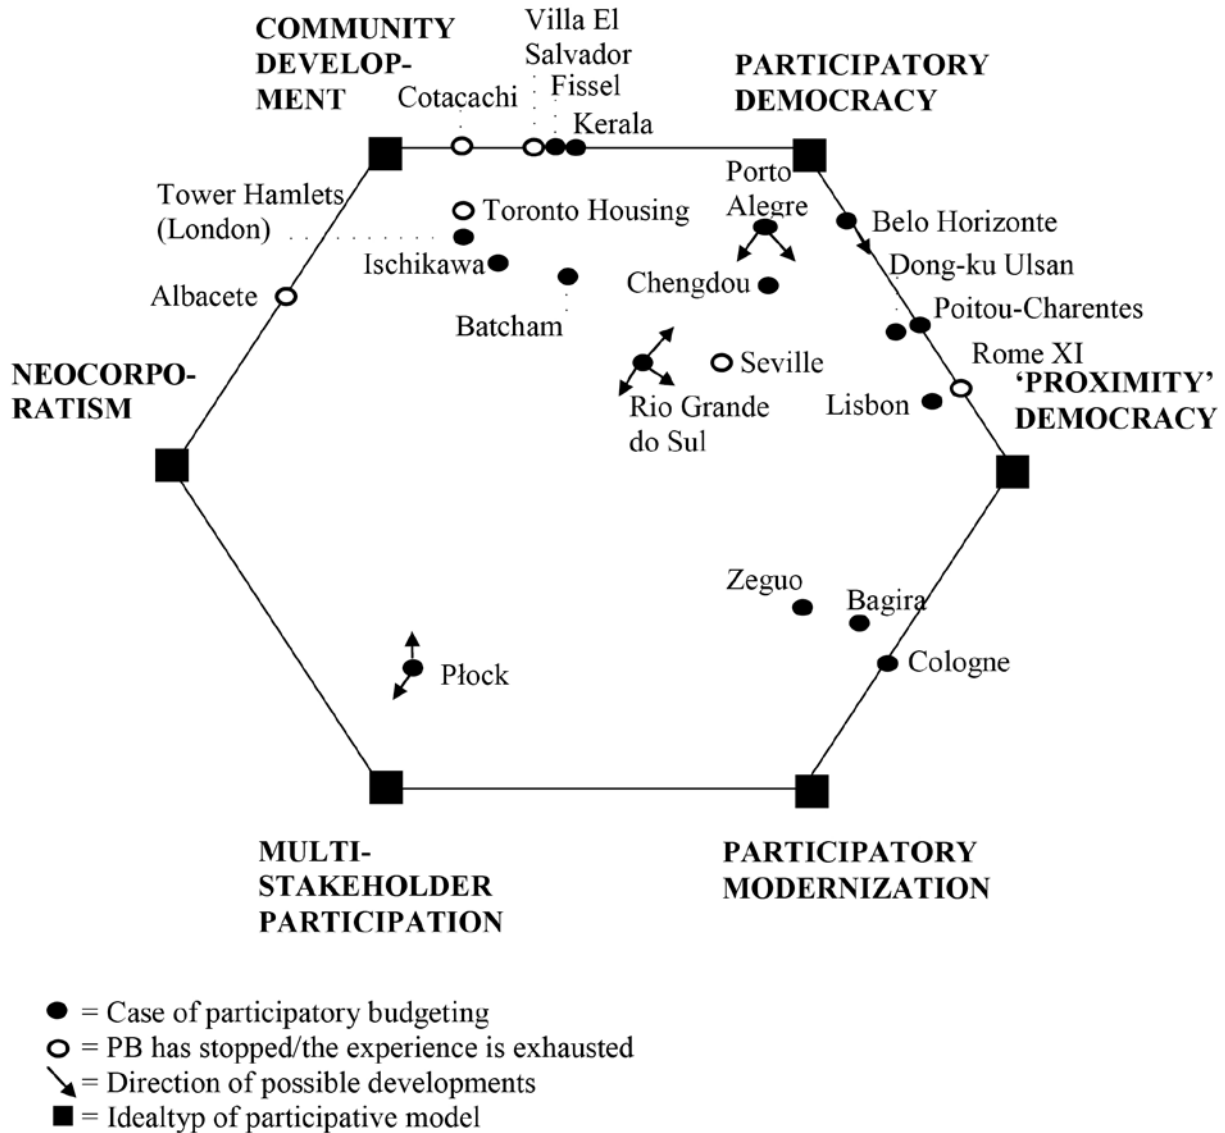 COMMUNITY
DEVELOP-
MENT
Villa El
Salvador
Fissel
Kerala
Cotacachi
PARTICIPATORY
DEMOCRACY
Porto
Alegre
Tower Hamlets
(London)
Toronto Housing
Belo Horizonte
Ischikawa
Chengdou
Dong-ku Ulsan
Albacete
Batcham
Poitou-Charentes
NEOCORPO-
RATISM
Seville
Rome XI
Rio Grande
do Sul
Lisbon
‘PROXIMITY’
DEMOCRACY
Zeguo
Bagira
Płock
Cologne
MULTI-
STAKEHOLDER
PARTICIPATION
PARTICIPATORY
MODERNIZATION
= Case of participatory budgeting
= PB has stopped/the experience is exhausted
= Direction of possible developments
= Idealtyp of participative model